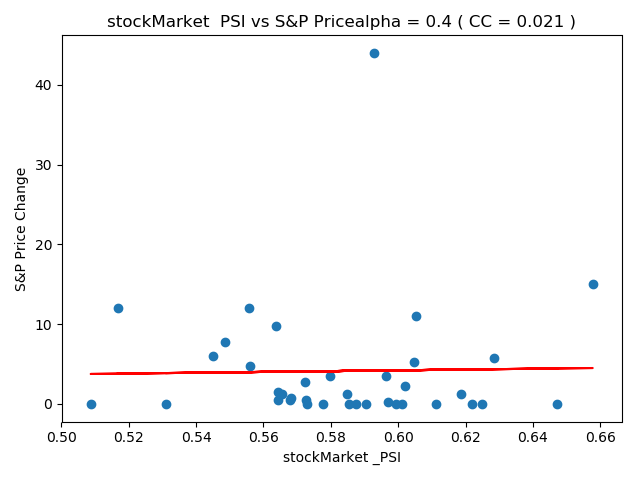 stockMarket  PSI vs S&P Pricealpha = 0.4 ( CC = 0.021 )
S&P Price Change
40
30
20
10
0
0.50 0.52 0.54 0.56 0.58 0.60 0.62 0.64 0.66
stockMarket _PSI